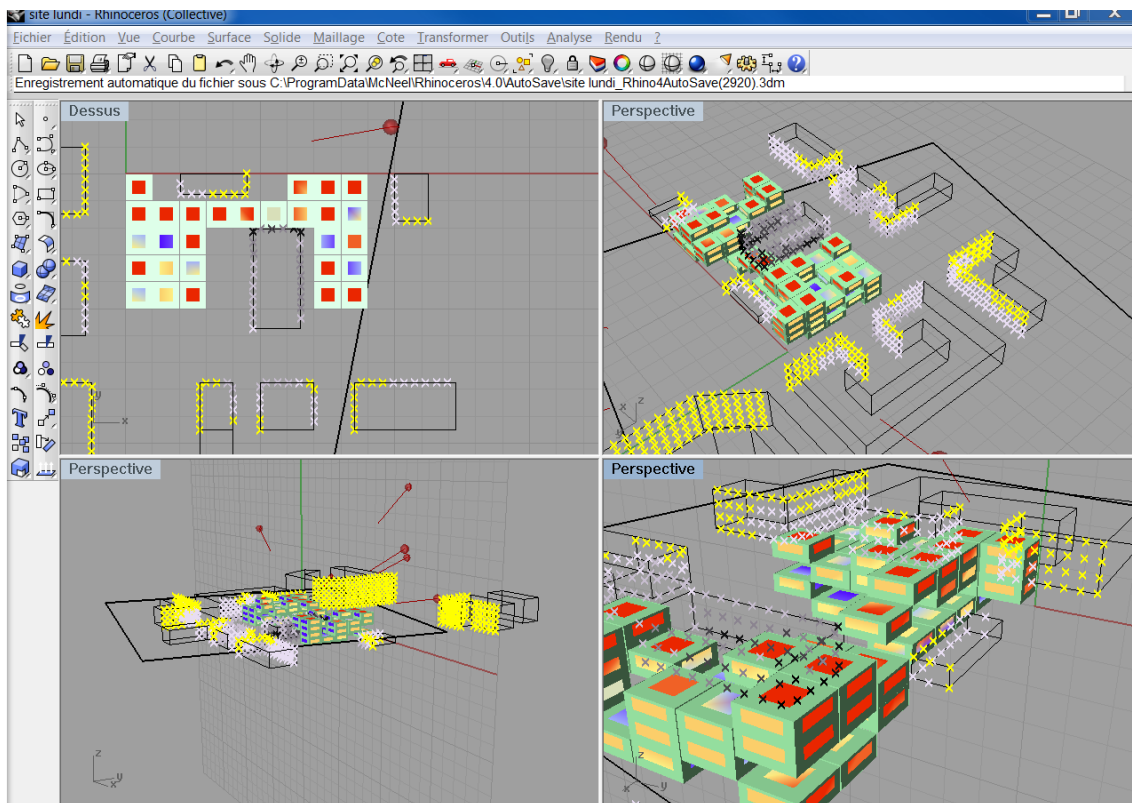 site lundi - Rhinoceros (Collective)
Fichier Édition Vue Courbe Surface Solide Maillage Cote Transformer Outils Analyse Rendu ?
Enregistrement automatique du fichier sous C:\ProgramData\McNeel\Rhinoceros\4.0\AutoSave\site lundi_Rhino4AutoSave(2920).3dm
Dessus
Perspective
y
x
x
z
y
Perspective
Perspective
z
y
x
z
x